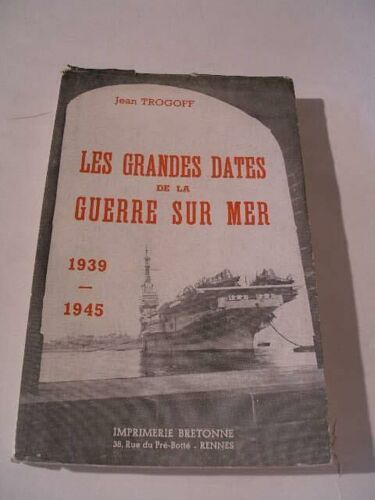 Jean TROGOFF
LES GRANDES DATES
DE LA
GUERRE SUR MER
1939
—
1945
IMPRIMERIE BRETONNE
38, Rue du Pré-Botté - RENNES